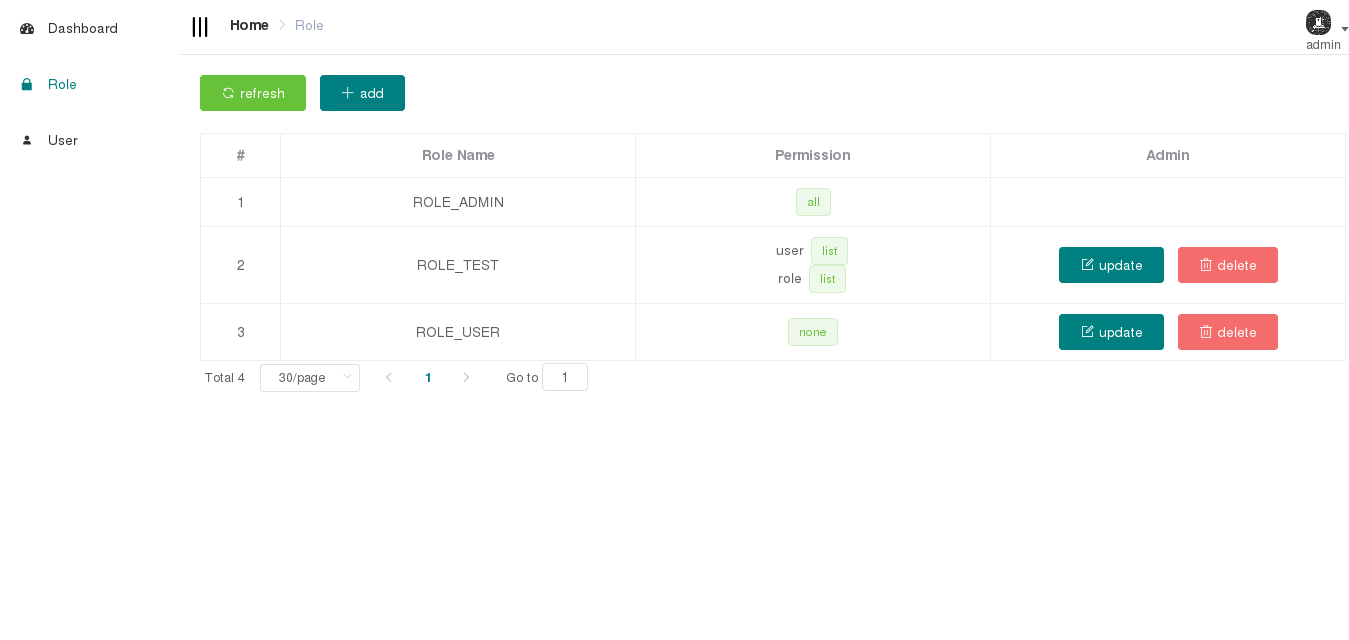 Dashboard
Role
User
Home Role
admin
refresh add
# Role Name Permission Admin
1 ROLE_ADMIN all
2 ROLE_TEST user list role list update delete
3 ROLE_USER none update delete
Total 4 30/page 1 Go to 1